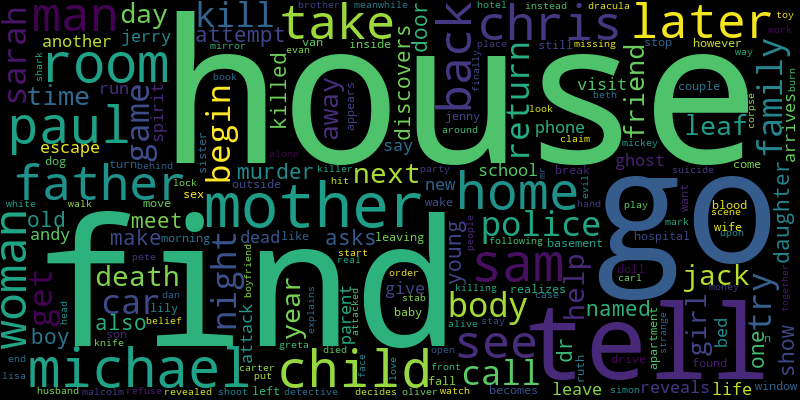 house
find
go
tell
man
day
kill
take
chris
later
another
jerry
attempt
brother
meanwhile
hotel
instead
dracula
toy
sarah
room
mirror
evan
van
inside
door
back
still
missing
work
shark
run
book
killed
discovers
stop
however
place
finally
way
time
game
spirit
begin
away
appears
return
friend
visit
look
couple
family
arrives
burn
paul
escape
sister
say
jenny
around
phone
leaf
beth
claim
mickey
corpse
dog
turn
behind
murder
alone
killer
party
school
ghost
break
suicide
come
father
lock
sex
outside
mother
hit
next
new
wake
home
evil
mr
hand
want
play
blood
scene
wife
upon
daughter
white
walk
move
old
meet
andy
make
morning
night
dead
like
asks
leaving
start
real
young
people
police
following
basement
hospital
mark
woman
get
death
car
pete
dan
lily
also
belief
boy
head
knife
son
michael
attack
boyfriend
year
explains
parent
attacked
give
order
stab
baby
body
killing
alive
stay
sam
realizes
case
help
named
doll
carl
jack
money
together
try
girl
bed
one
show
strange
apartment
greta
died
face
love
child
see
open
call
dr
ruth
drive
found
end
lisa
husband
malcolm
refuse
revealed
shoot
carter
put
left
detective
decides
oliver
front
fall
watch
becomes
leave
simon
reveals
life
window